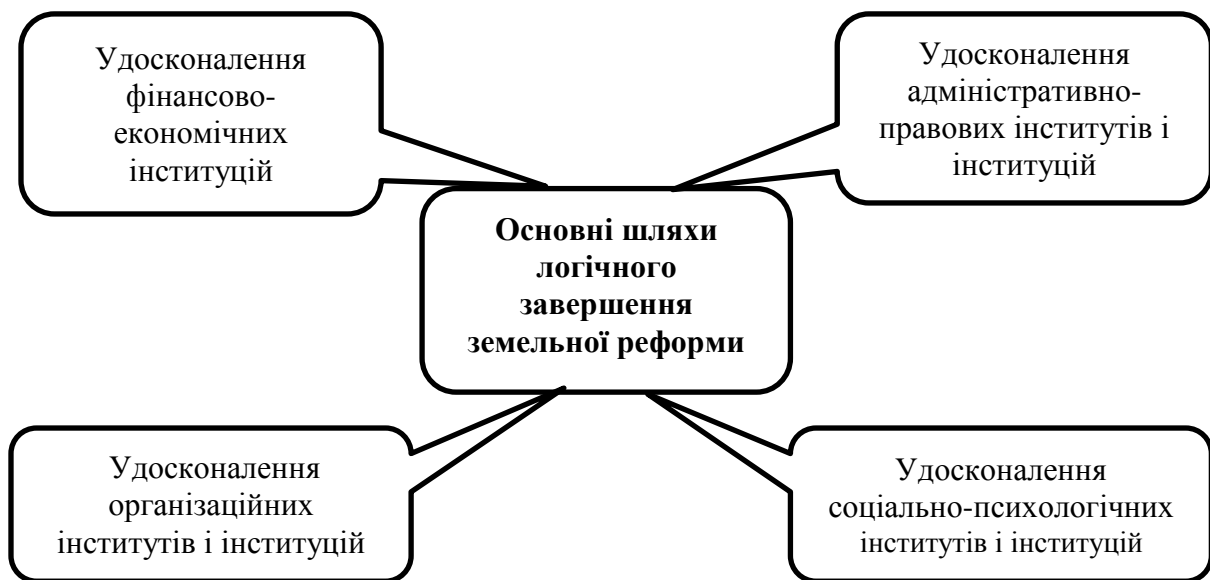 Удосконалення
фінансово-
економічних
інституцій
Удосконалення
адміністративно-
правових інститутів і
інституцій
Основні шляхи
логічного
завершення
земельної реформи
Удосконалення
організаційних
інститутів і інституцій
Удосконалення
соціально-психологічних
інститутів і інституцій